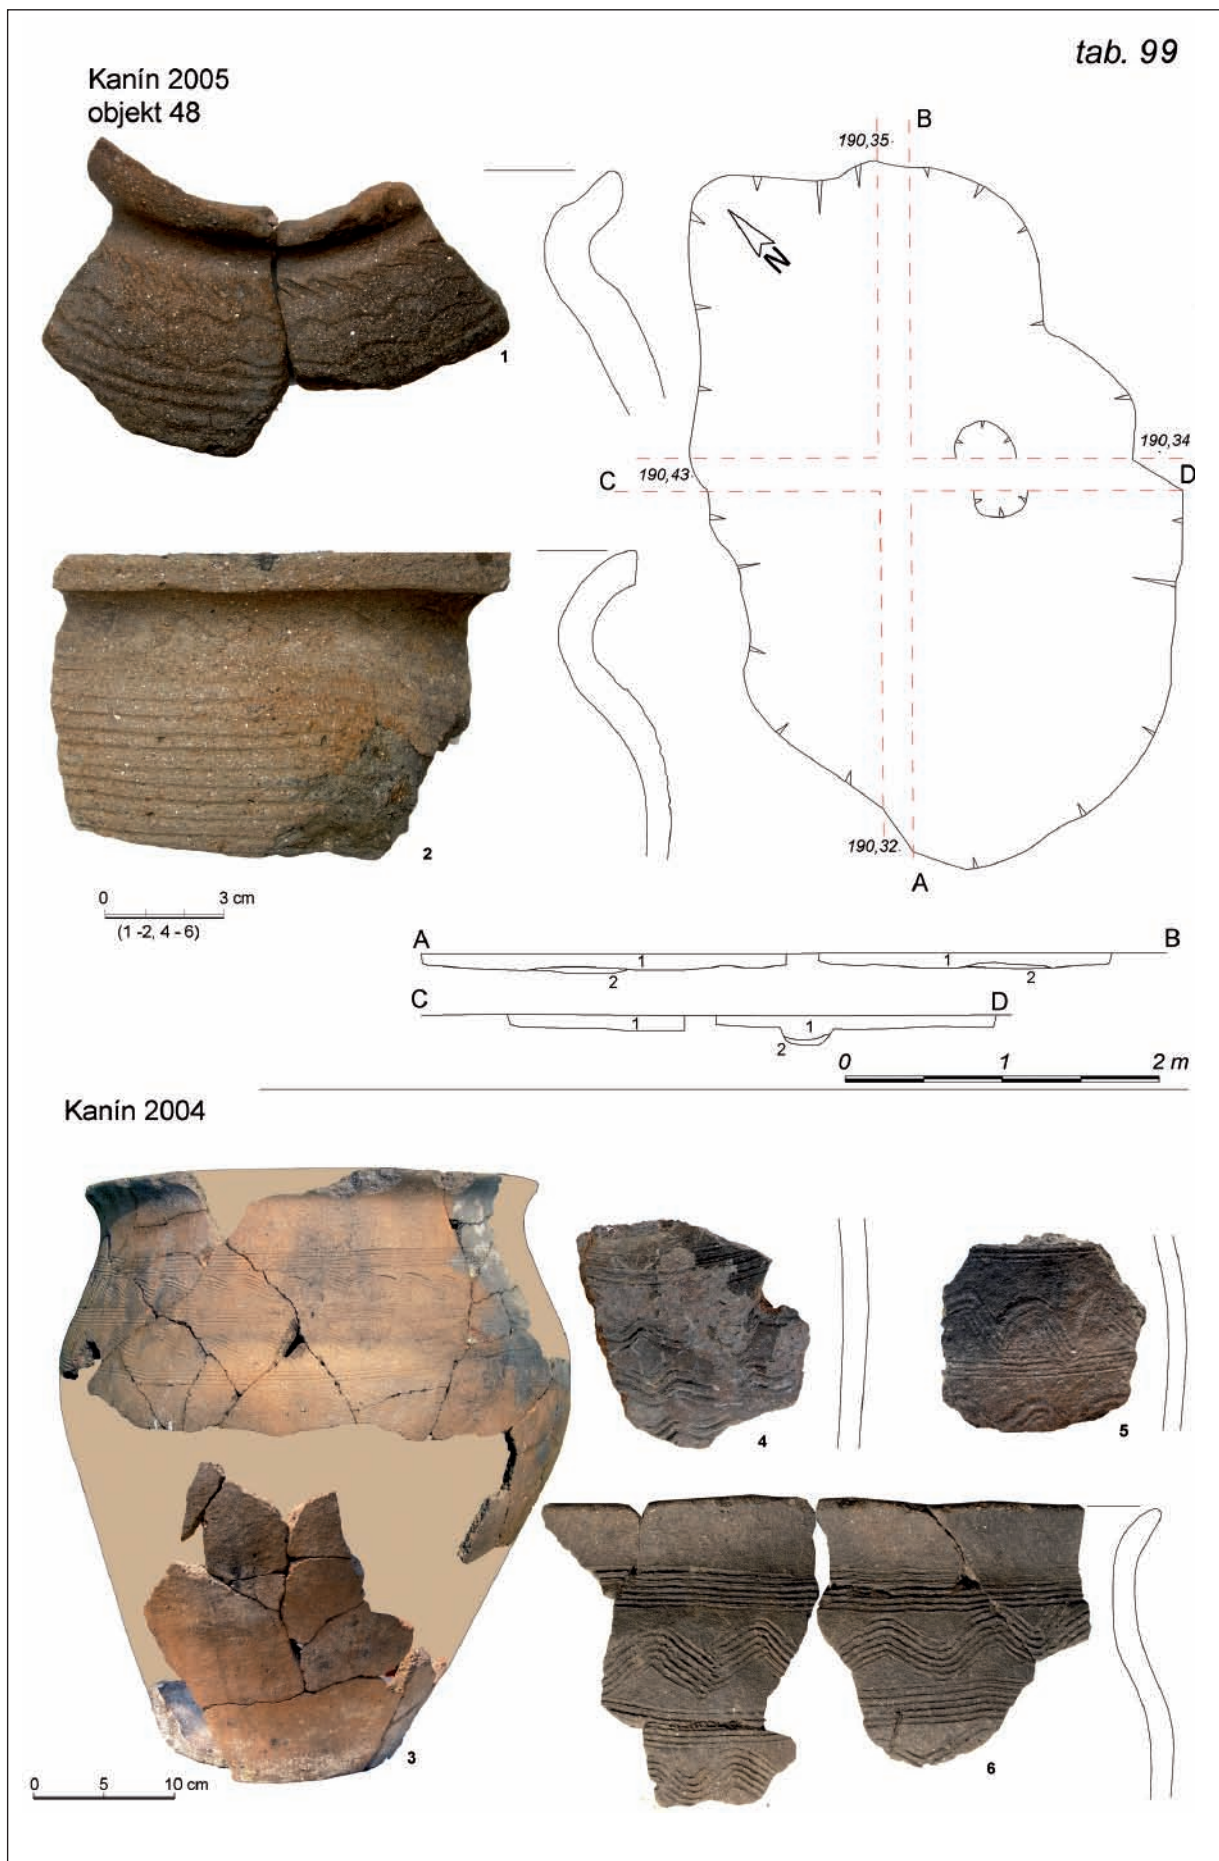 tab. 99
Kanín 2005
objekt 48
B
190,35
N
1
190,34
C
190,43
D
2
190,32
A
0 3 cm
(1 -2, 4 - 6)
A B
1 1
2 2
C D
1 1
2
0 1 2 m
Kanín 2004
4
5
3
6
0 5 10 cm